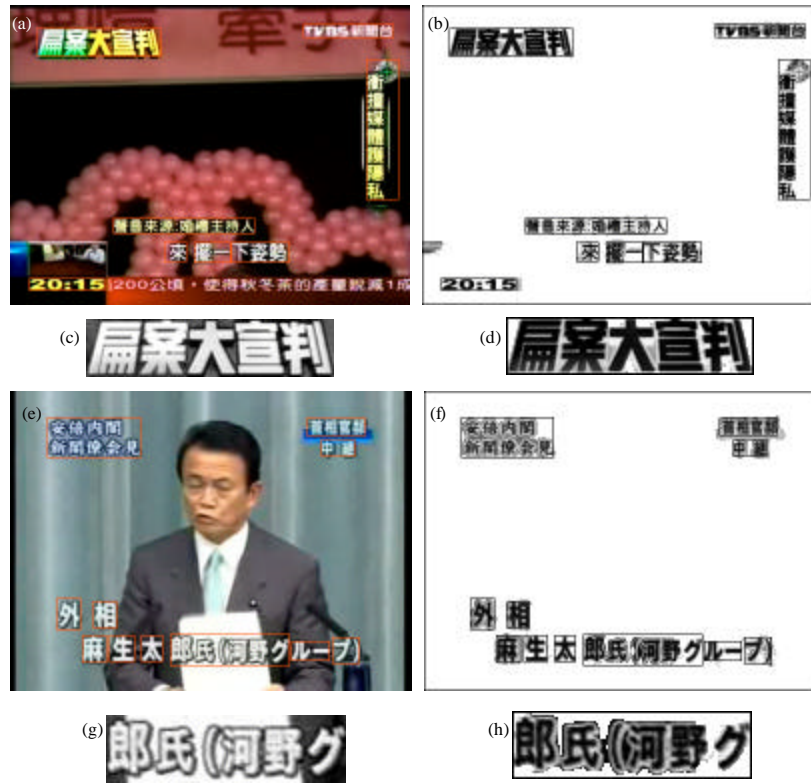 (a)
扁案大宣判
TVBS新聞台
牽手
衝擋媒體護隱私
聲音來源:婚禮主持人
來 擺一下姿勢
20:15
200公頃，使得秋冬茶的產量銳減1成
(b)
扁案大宣判
TVBS新聞台
衝擋媒體護隱私
聲音來源:婚禮主持人
來 擺一下姿勢
20:15
(c)
扁案大宣判
(d)
扁案大宣判
(e)
安倍内閣
新閣僚会見
首相官邸
中継
外相
麻生太郎氏(河野グループ)
(f)
安倍内閣
新閣僚会見
首相官邸
中継
外相
麻生太郎氏(河野グループ)
(g)
郎氏(河野グ
(h)
郎氏(河野グ